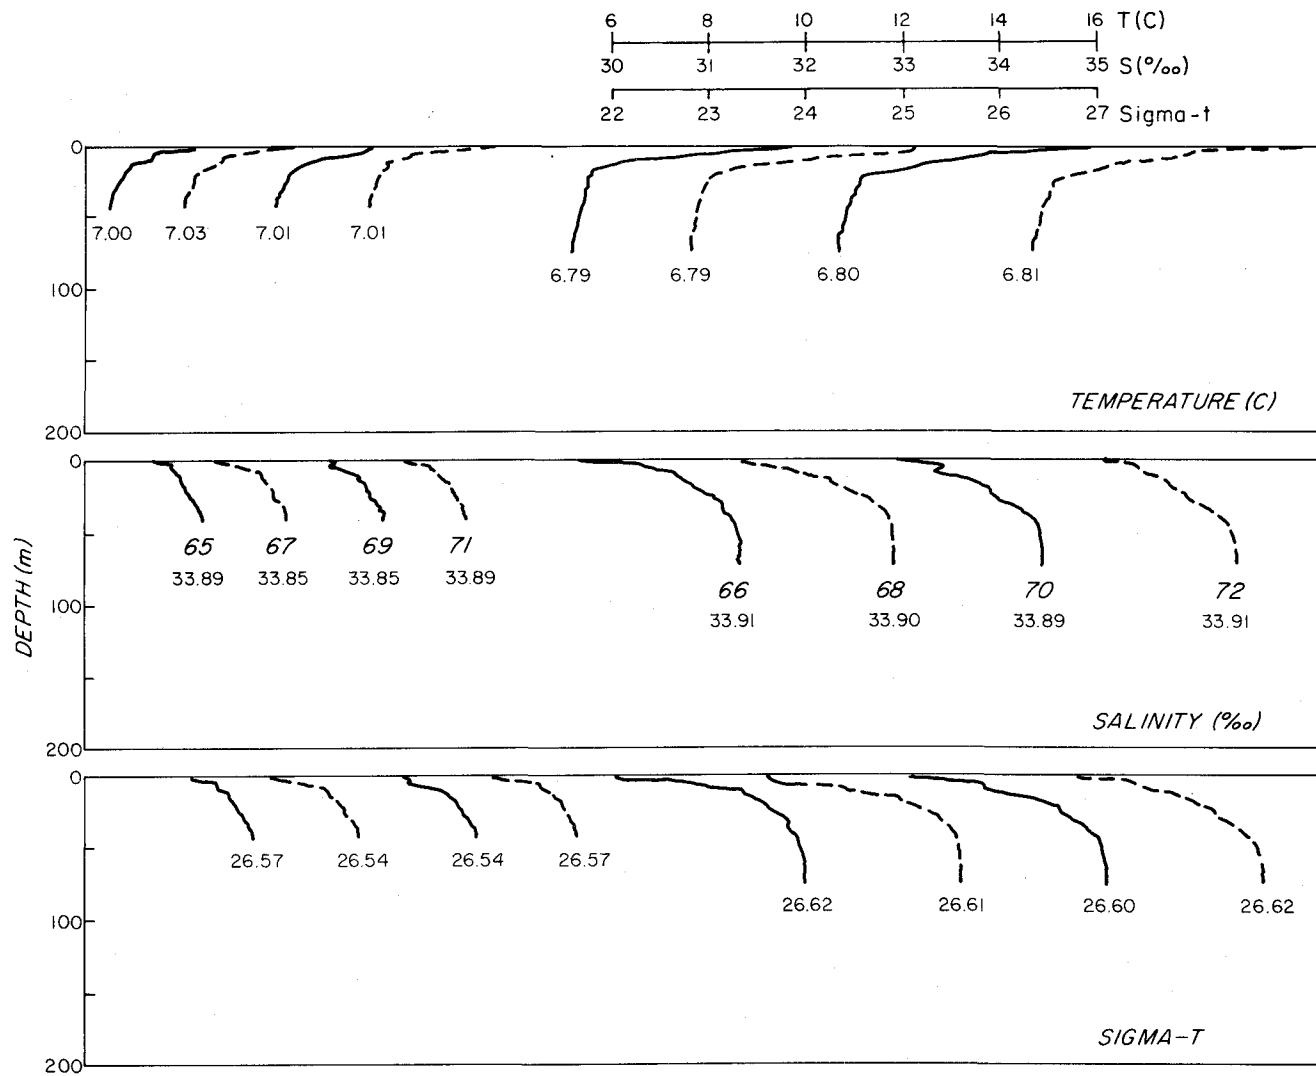 6 8 10 12 14 16 T(C)
30 31 32 33 34 35 S(‰)
22 23 24 25 26 27 Sigma-t
0
7.00 7.03 7.01 7.01
6.79 6.79 6.80 6.81
100
TEMPERATURE (C)
200
0
65 67 69 71
33.89 33.85 33.85 33.89
66 68 70 72
100
33.91 33.90 33.89 33.91
DEPTH (m)
SALINITY (‰)
200
0
26.57 26.54 26.54 26.57
26.62 26.61 26.60 26.62
100
SIGMA-T
200